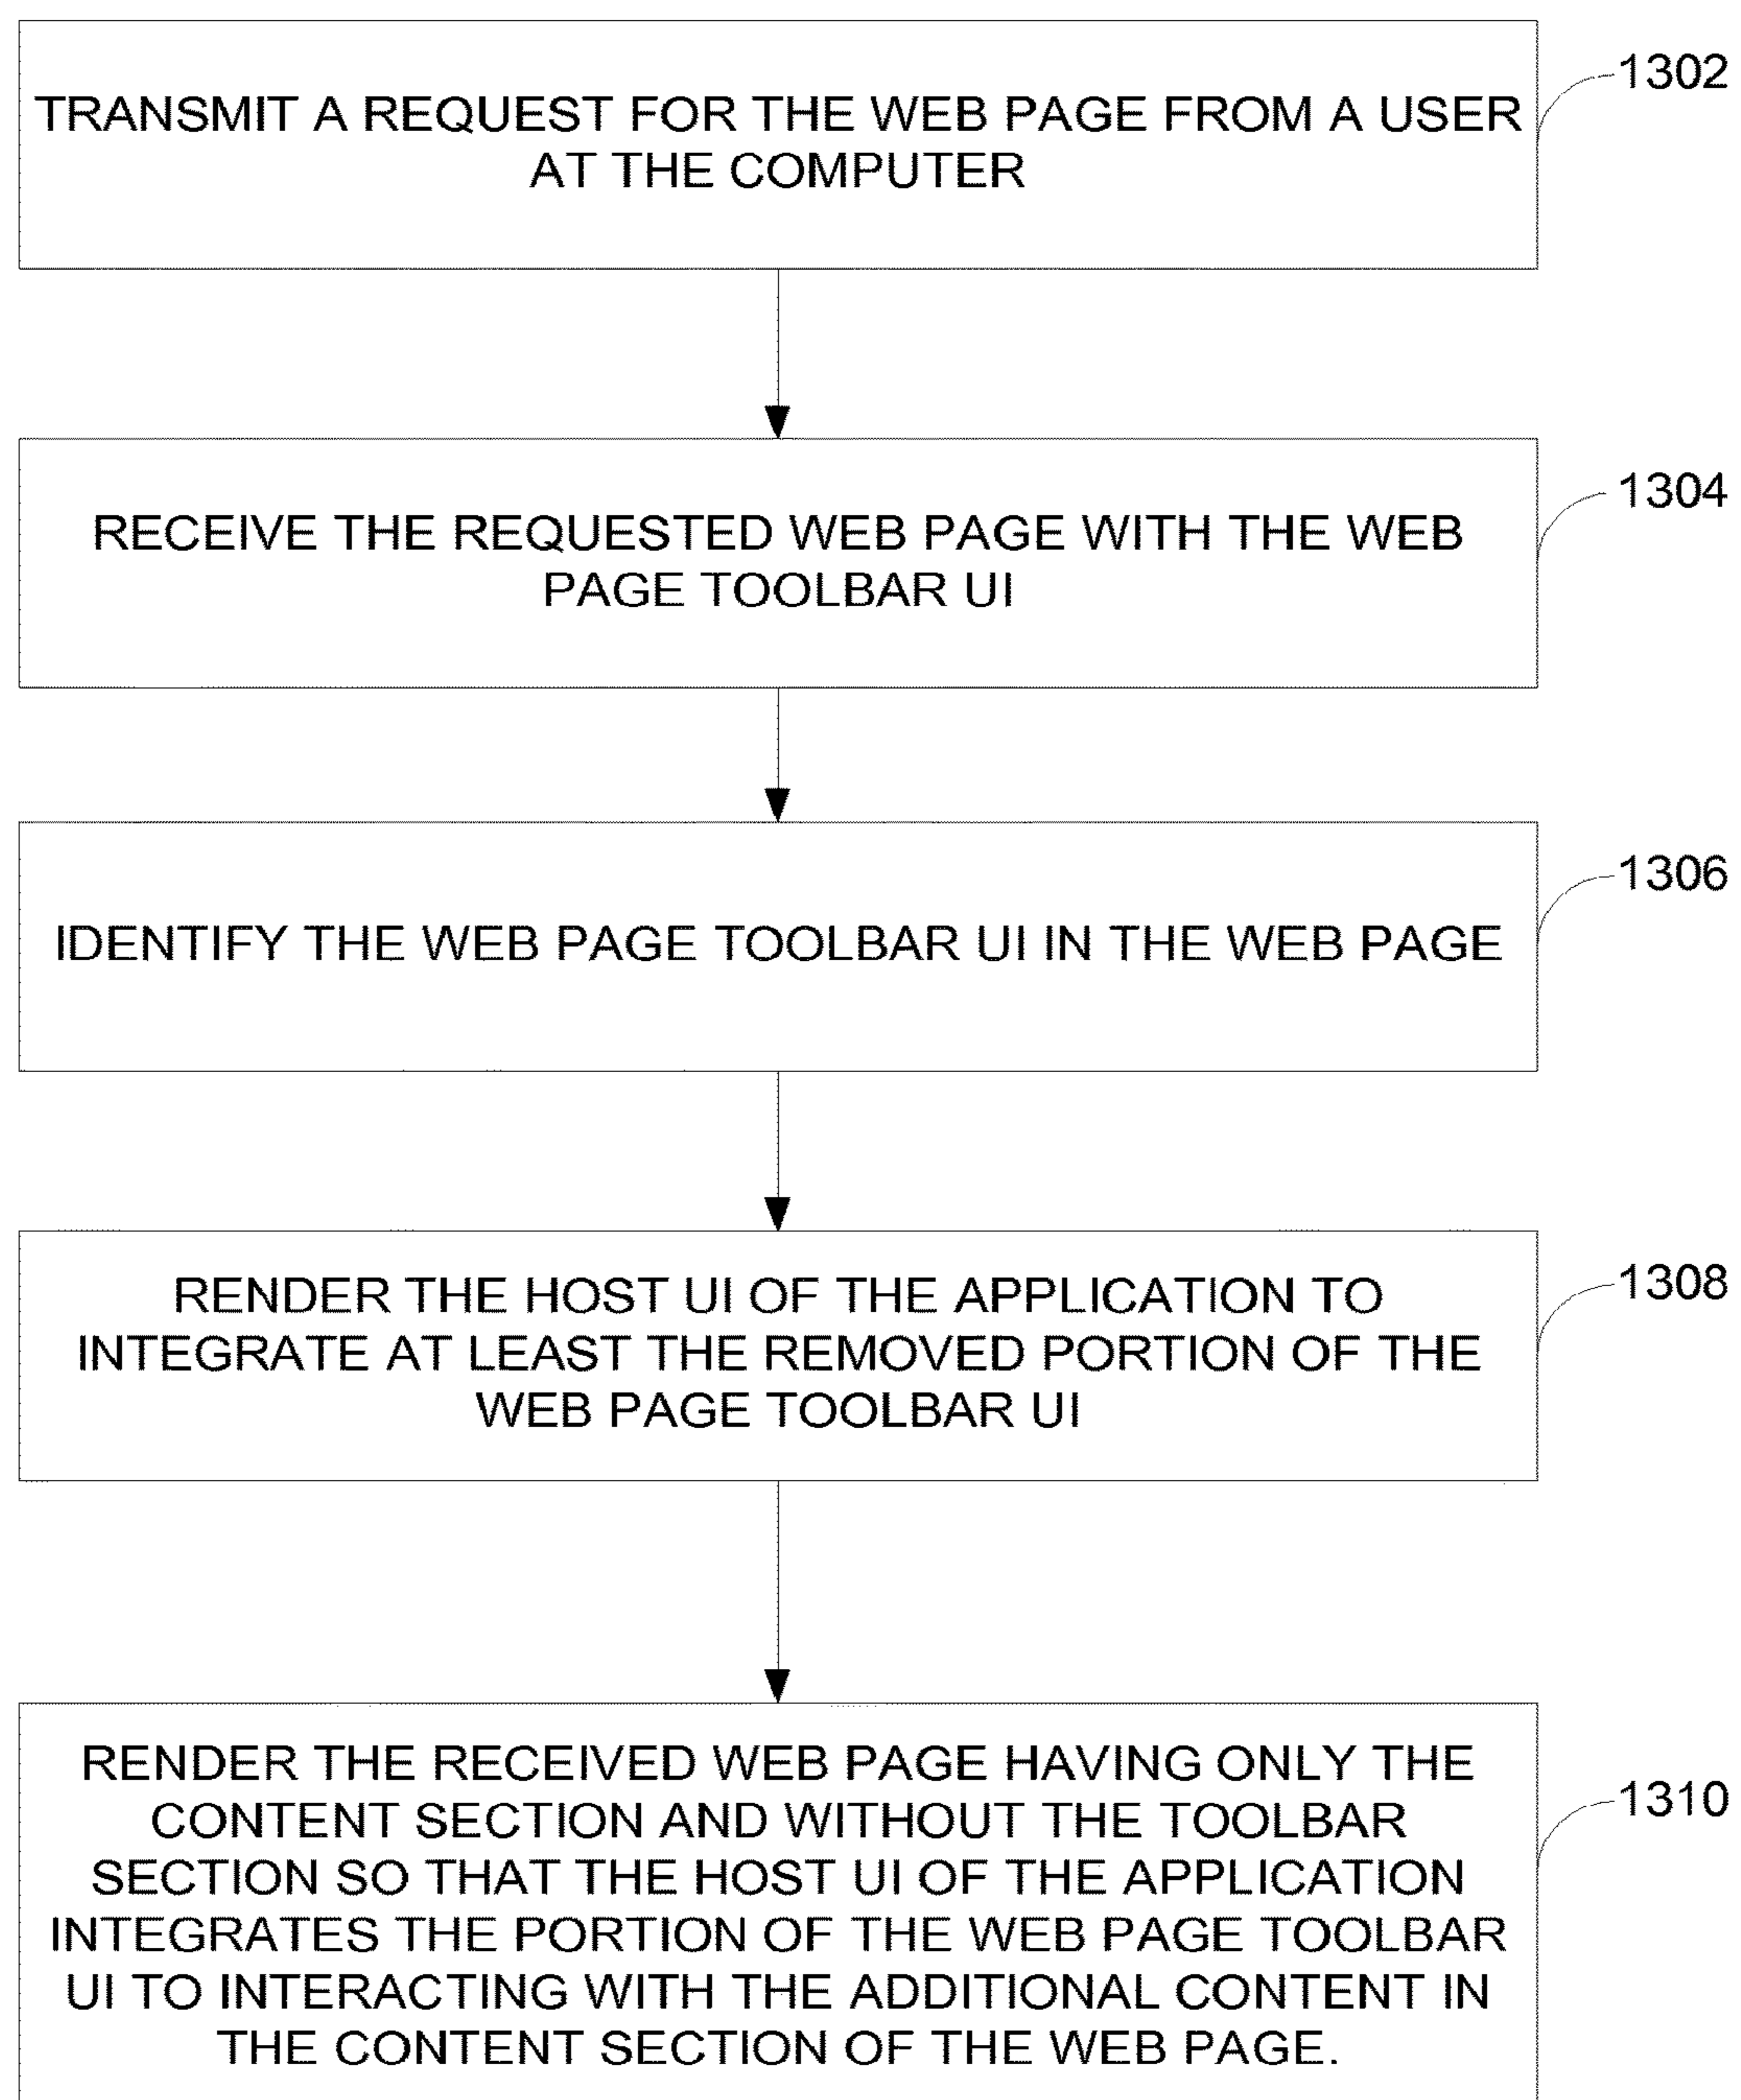 TRANSMIT A REQUEST FOR THE WEB PAGE FROM A USER
AT THE COMPUTER
1302
RECEIVE THE REQUESTED WEB PAGE WITH THE WEB
PAGE TOOLBAR UI
1304
IDENTIFY THE WEB PAGE TOOLBAR UI IN THE WEB PAGE
1306
RENDER THE HOST UI OF THE APPLICATION TO
INTEGRATE AT LEAST THE REMOVED PORTION OF THE
WEB PAGE TOOLBAR UI
1308
RENDER THE RECEIVED WEB PAGE HAVING ONLY THE
CONTENT SECTION AND WITHOUT THE TOOLBAR
SECTION SO THAT THE HOST UI OF THE APPLICATION
INTEGRATES THE PORTION OF THE WEB PAGE TOOLBAR
UI TO INTERACTING WITH THE ADDITIONAL CONTENT IN
THE CONTENT SECTION OF THE WEB PAGE.
1310